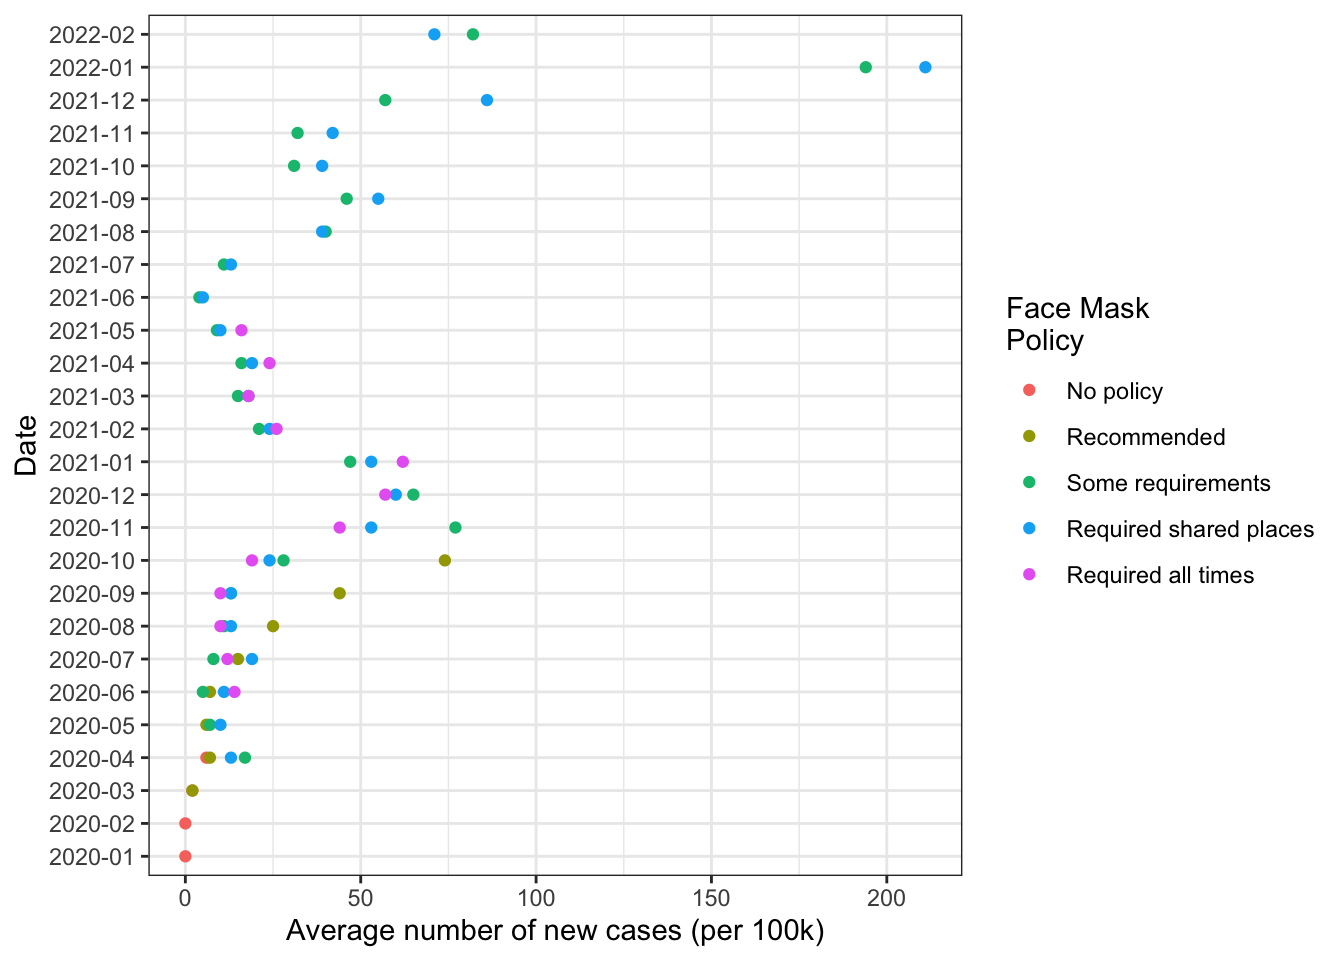 2022-02
2022-01
2021-12
2021-11
2021-10
2021-09
2021-08
2021-07
2021-06
2021-05
2021-04
2021-03
2021-02
2021-01
2020-12
2020-11
2020-10
2020-09
2020-08
2020-07
2020-06
2020-05
2020-04
2020-03
2020-02
2020-01
Date
0 50 100 150 200
Average number of new cases (per 100k)
Face Mask
Policy
No policy
Recommended
Some requirements
Required shared places
Required all times